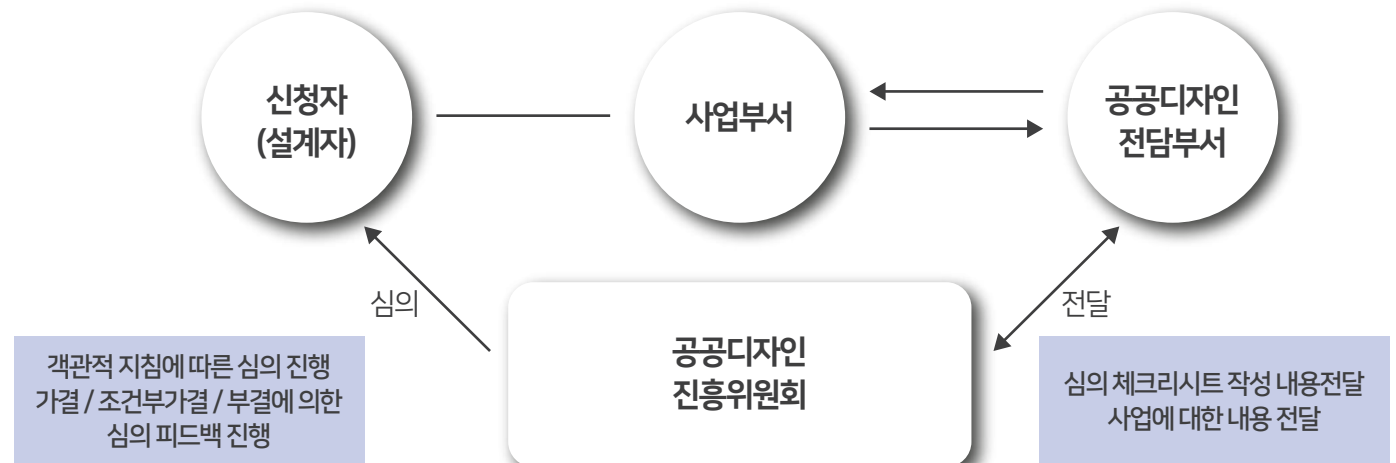 신청자
(설계자)
사업부서
공공디자인
전담부서
심의
전달
객관적 지침에 따른 심의 진행
가결 / 조건부가결 / 부결에 의한
심의 피드백 진행
공공디자인
진흥위원회
심의 체크리시트 작성 내용전달
사업에 대한 내용 전달